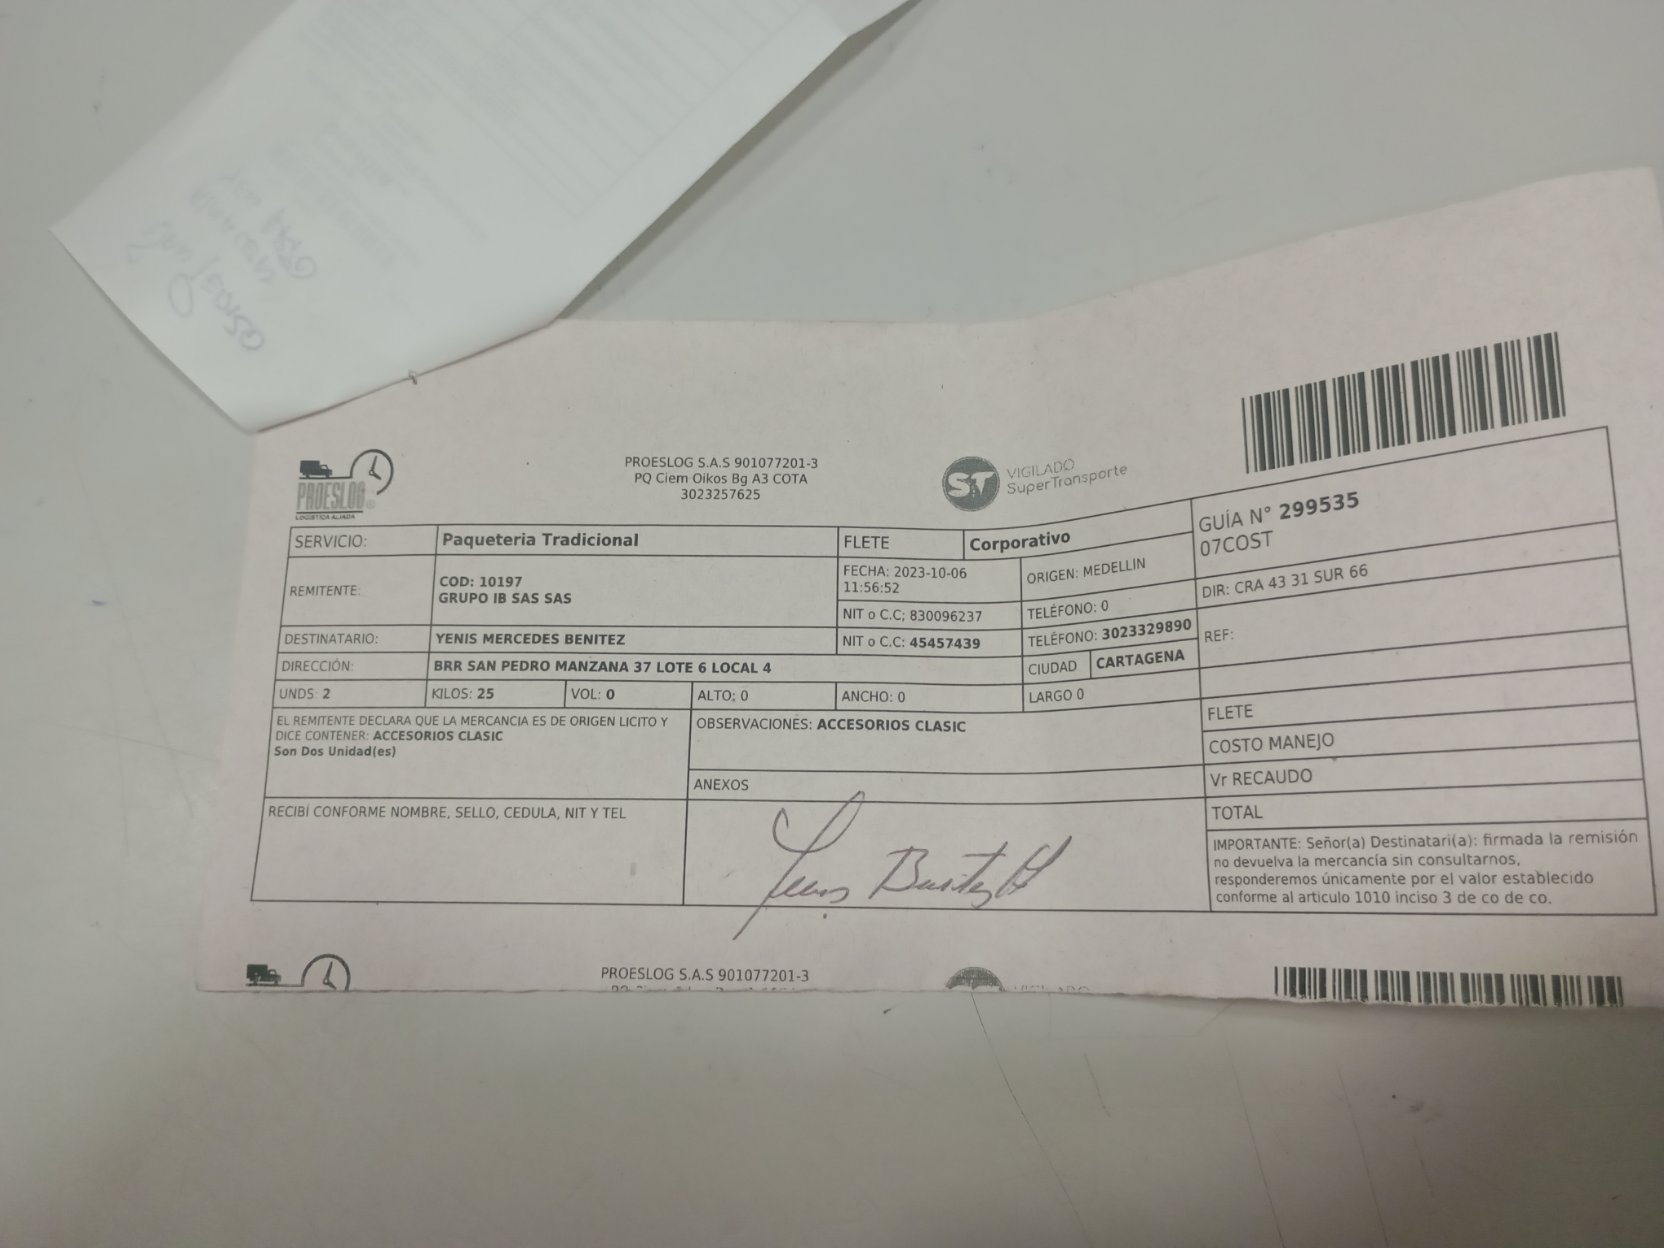 PROESLOG
LOGISTICA ALIADA
PROESLOG S.A.S 901077201-3
PQ Ciem Oikos Bg A3 COTA
3023257625
ST VIGILADO
SuperTransporte
SERVICIO: Paqueteria Tradicional FLETE Corporativo
GUÍA N° 299535
07COST
REMITENTE: COD: 10197
GRUPO IB SAS SAS
FECHA: 2023-10-06
11:56:52
ORIGEN: MEDELLIN
DIR: CRA 43 31 SUR 66
NIT o C.C; 830096237 TELÉFONO: 0
DESTINATARIO: YENIS MERCEDES BENITEZ NIT o C.C: 45457439 TELÉFONO: 3023329890
REF:
DIRECCIÓN: BRR SAN PEDRO MANZANA 37 LOTE 6 LOCAL 4 CIUDAD CARTAGENA
UNDS: 2 KILOS: 25 VOL: 0 ALTO; 0 ANCHO: 0 LARGO 0
FLETE
COSTO MANEJO
Vr RECAUDO
TOTAL
EL REMITENTE DECLARA QUE LA MERCANCIA ES DE ORIGEN LICITO Y
DICE CONTENER: ACCESORIOS CLASIC
Son Dos Unidad(es)
OBSERVACIONES: ACCESORIOS CLASIC
ANEXOS
RECIBÍ CONFORME NOMBRE, SELLO, CEDULA, NIT Y TEL
IMPORTANTE: Señor(a) Destinatari(a): firmada la remisión
no devuelva la mercancía sin consultarnos,
responderemos únicamente por el valor establecido
conforme al articulo 1010 inciso 3 de co de co.
PROESLOG S.A.S 901077201-3